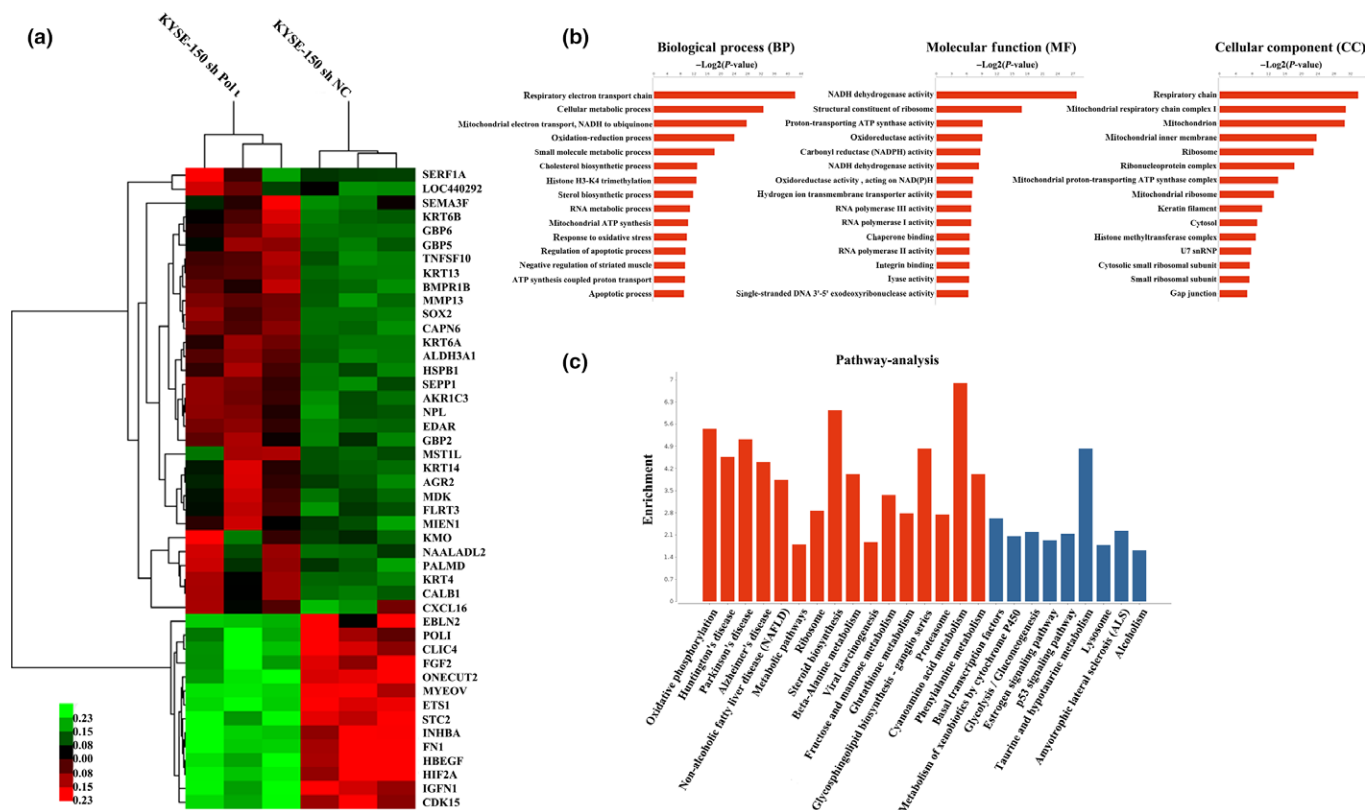 (a)
KYSE-150 sh Pol ι
KYSE-150 sh NC
SERF1A
LOC440292
SEMA3F
KRT6B
GBP6
GBP5
TNFSF10
KRT13
BMPR1B
MMP13
SOX2
CAPN6
KRT6A
ALDH3A1
HSPB1
SEPP1
AKR1C3
NPL
EDAR
GBP2
MST1L
KRT14
AGR2
MDK
FLRT3
MIEN1
KMO
NAALADL2
PALMD
KRT4
CALB1
CXCL16
EBLN2
POLI
CLIC4
FGF2
ONECUT2
MYEOV
ETS1
STC2
INHBA
FN1
HBEGF
HIF2A
IGFN1
CDK15
0.23
0.15
0.08
0.00
0.08
0.15
0.23
(b)
Biological process (BP)
−Log2(P-value)
Respiratory electron transport chain
Cellular metabolic process
Mitochondrial electron transport, NADH to ubiquinone
Oxidation-reduction process
Small molecule metabolic process
Cholesterol biosynthetic process
Histone H3-K4 trimethylation
Sterol biosynthetic process
RNA metabolic process
Mitochondrial ATP synthesis
Response to oxidative stress
Regulation of apoptotic process
Negative regulation of striated muscle
ATP synthesis coupled proton transport
Apoptotic process
Molecular function (MF)
−Log2(P-value)
NADH dehydrogenase activity
Structural constituent of ribosome
Proton-transporting ATP synthase activity
Oxidoreductase activity
Carbonyl reductase (NADPH) activity
NADH dehydrogenase activity
Oxidoreductase activity , acting on NAD(P)H
Hydrogen ion transmembrane transporter activity
RNA polymerase III activity
RNA polymerase I activity
Chaperone binding
RNA polymerase II activity
Integrin binding
lyase activity
Single-stranded DNA 3'-5' exodeoxyribonuclease activity
Cellular component (CC)
−Log2(P-value)
Respiratory chain
Mitochondrial respiratory chain complex I
Mitochondrion
Mitochondrial inner membrane
Ribosome
Ribonucleoprotein complex
Mitochondrial proton-transporting ATP synthase complex
Mitochondrial ribosome
Keratin filament
Cytosol
Histone methyltransferase complex
U7 snRNP
Cytosolic small ribosomal subunit
Small ribosomal subunit
Gap junction
(c)
Pathway-analysis
Enrichment
7
6.3
5.6
4.9
4.2
3.5
2.8
2.1
1.4
0.7
0
Oxidative phosphorylation
Huntington's disease
Parkinson's disease
Alzheimer's disease
Non-alcoholic fatty liver disease (NAFLD)
Metabolic pathways
Ribosome
Steroid biosynthesis
Beta-Alanine metabolism
Viral carcinogenesis
Fructose and mannose metabolism
Glutathione metabolism
Glycosphingolipid biosynthesis - ganglio series
Proteasome
Cyanoamino acid metabolism
Phenylalanine metabolism
Basal transcription factors
Metabolism of xenobiotics by cytochrome P450
Glycolysis / Gluconeogenesis
Estrogen signaling pathway
p53 signaling pathway
Taurine and hypotaurine metabolism
Lysosome
Amyotrophic lateral sclerosis (ALS)
Alcoholism